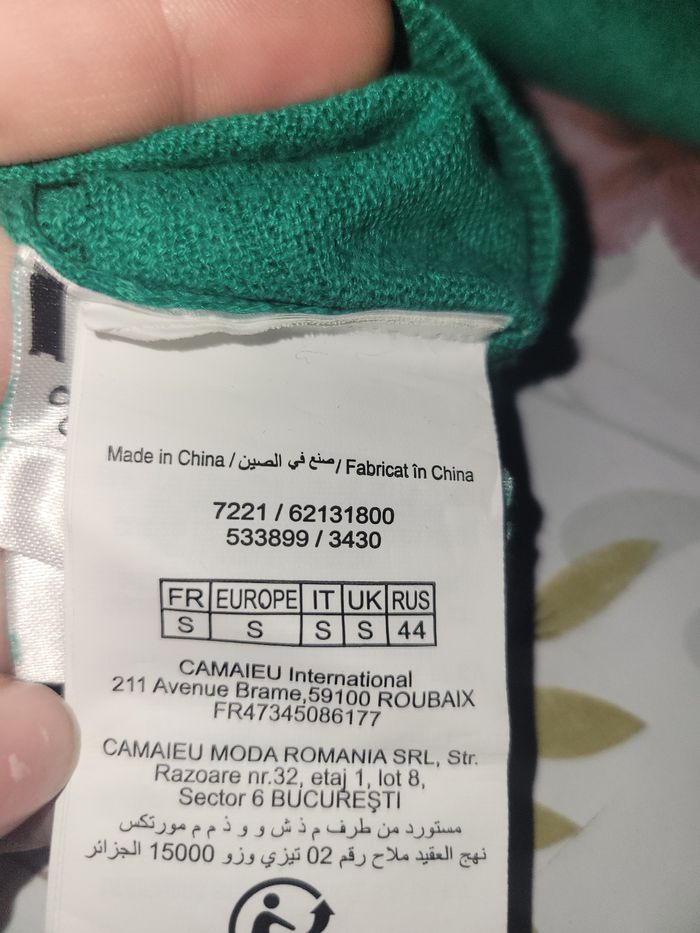 Made in China / صنع في الصين / Fabricat în China
7221 / 62131800
533899 / 3430
FR EUROPE IT UK RUS
S S S S 44
CAMAIEU International
211 Avenue Brame,59100 ROUBAIX
FR47345086177
CAMAIEU MODA ROMANIA SRL, Str.
Razoare nr.32, etaj 1, lot 8,
Sector 6 BUCUREŞTI
مستورد من طرف م ذ ش و و ذ م م مورتكس
نهج العقيد ملاح رقم 02 تيزي وزو 15000 الجزائر